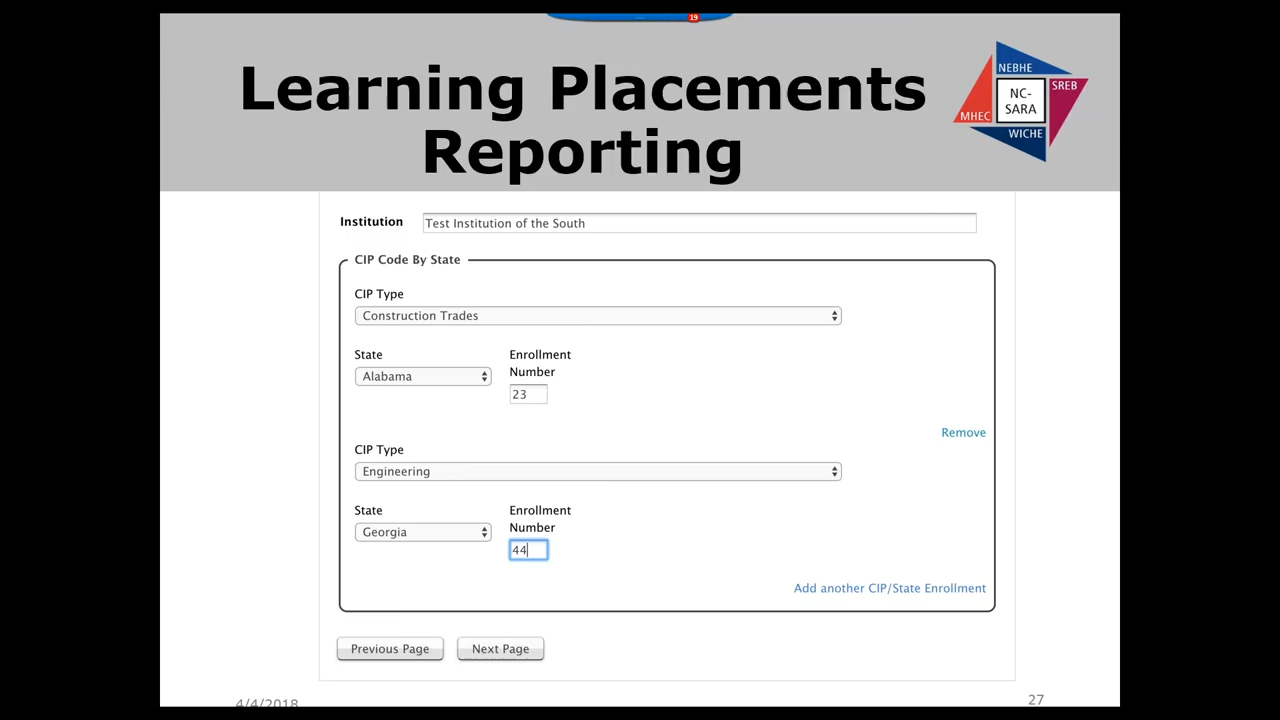 19
Learning Placements
Reporting
NEBHE
SREB
NC-
SARA
MHEC
WICHE
Institution Test Institution of the South
CIP Code By State
CIP Type
Construction Trades
State Enrollment
Number
Alabama
23
Remove
CIP Type
Engineering
State Enrollment
Number
Georgia
44
Add another CIP/State Enrollment
Previous Page Next Page
4/4/2018 27